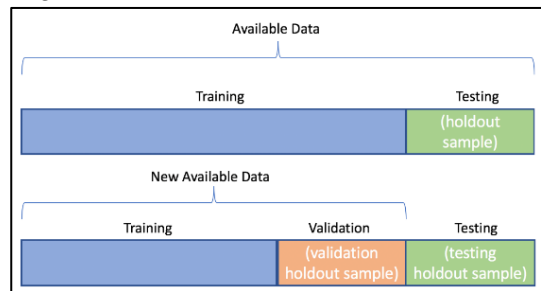 Available Data
Training Testing
(holdout
sample)
New Available Data
Training Validation Testing
(validation (testing
holdout sample) holdout sample)